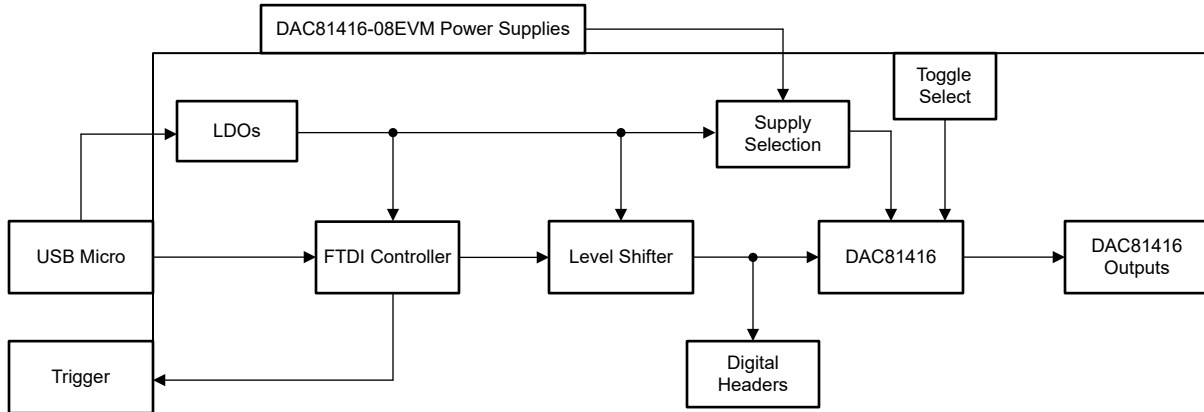 DAC81416-08EVM Power Supplies
Toggle
Select
LDOs
Supply
Selection
USB Micro
FTDI Controller
Level Shifter
DAC81416
DAC81416
Outputs
Trigger
Digital
Headers